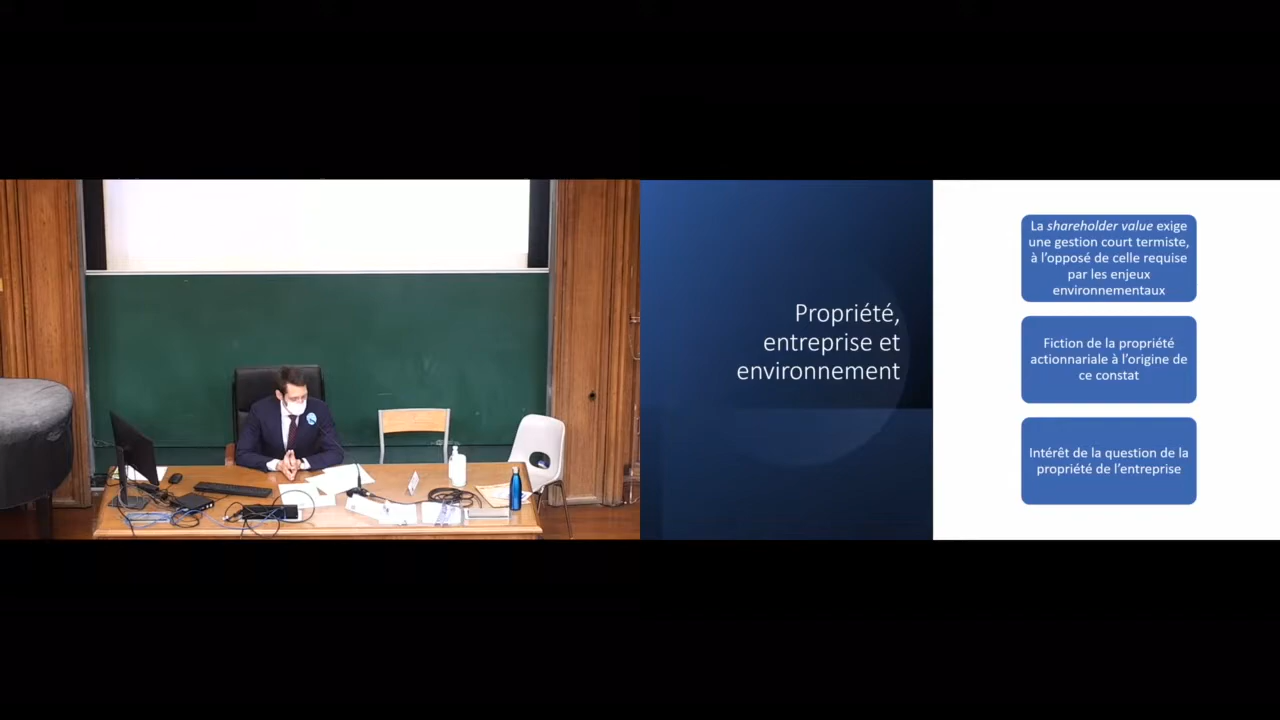 Propriété,
entreprise et
environnement
La shareholder value exige
une gestion court termiste,
à l'opposé de celle requise
par les enjeux
environnementaux
Fiction de la propriété
actionnariale à l'origine de
ce constat
Intérêt de la question de la
propriété de l'entreprise